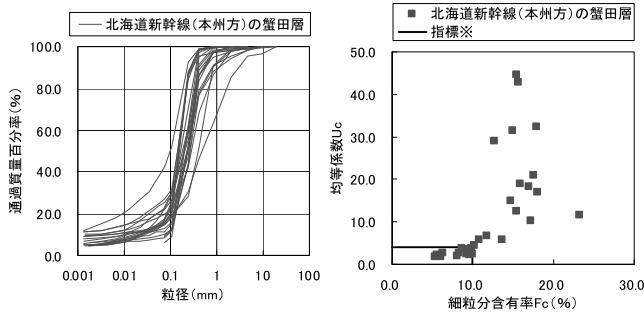 北海道新幹線(本州方)の蟹田層
100.0
80.0
60.0
40.0
20.0
0.0
通過質量百分率(%)
0.001 0.01 0.1 1 10 100
粒径(mm)
北海道新幹線(本州方)の蟹田層
指標※
50.0
40.0
30.0
20.0
10.0
0.0
均等係数Uc
0.0 10.0 20.0 30.0
細粒分含有率Fc(%)